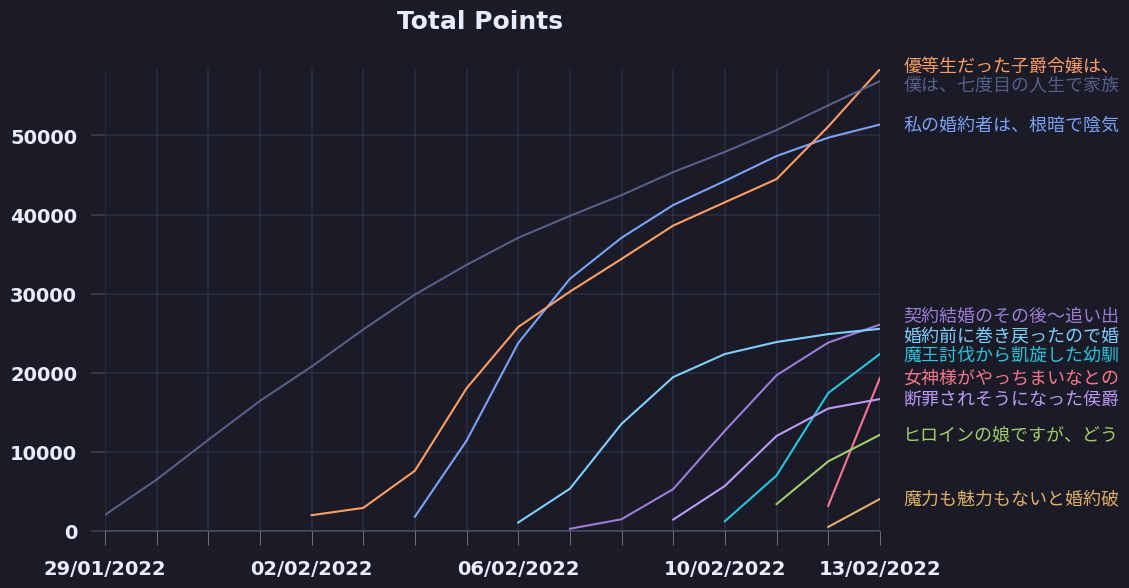 Total Points
優等生だった子爵令嬢は、
僕は、七度目の人生で家族
私の婚約者は、根暗で陰気
50000
40000
30000
契約結婚のその後〜追い出
婚約前に巻き戻ったので婚
魔王討伐から凱旋した幼馴
20000
女神様がやっちまいなとの
断罪されそうになった侯爵
ヒロインの娘ですが、どう
10000
魔力も魅力もないと婚約破
0
29/01/2022
02/02/2022
06/02/2022
10/02/2022
13/02/2022